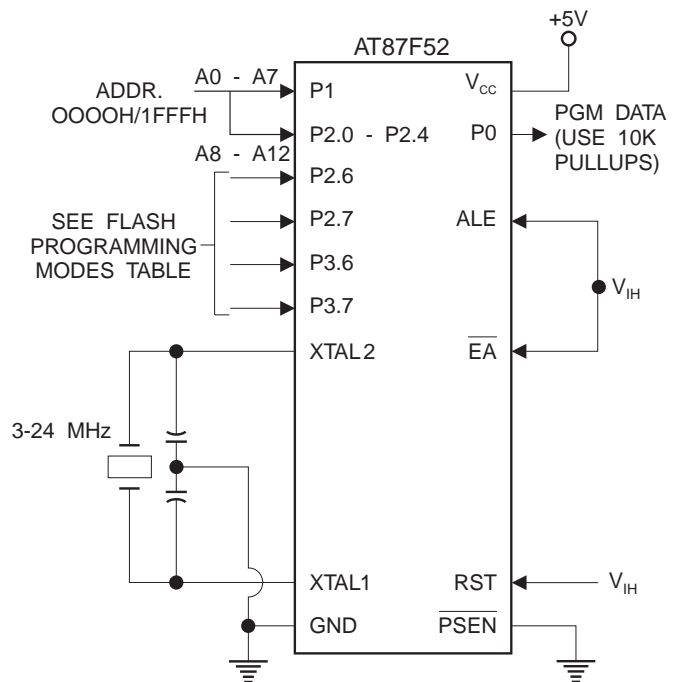 +5V
AT87F52
A0 - A7
ADDR.
OOOOH/1FFFH
P1
VCC
P2.0 - P2.4
P0
PGM DATA
(USE 10K
PULLUPS)
A8 - A12
P2.6
SEE FLASH
PROGRAMMING
MODES TABLE
P2.7
ALE
P3.6
VIH
P3.7
XTAL2
EA
3-24 MHz
XTAL1
RST
VIH
GND
PSEN